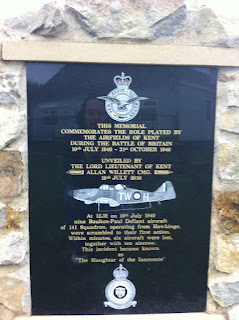 THIS MEMORIAL
COMMEMORATES THE ROLE PLAYED BY
THE AIRFIELDS OF KENT
DURING THE BATTLE OF BRITAIN
10th JULY 1940 - 31st OCTOBER 1940
UNVEILED BY
THE LORD LIEUTENANT OF KENT
ALLAN WILLETT CMG.
19th JULY 2010
TW
At 12.32 on 19th July 1940
nine Boulton-Paul Defiant aircraft
of 141 Squadron, operating from Hawkinge,
were scrambled to their first action.
Within minutes, six aircraft were lost,
together with ten aircrew.
This incident became known
as
'The Slaughter of the Innocents'